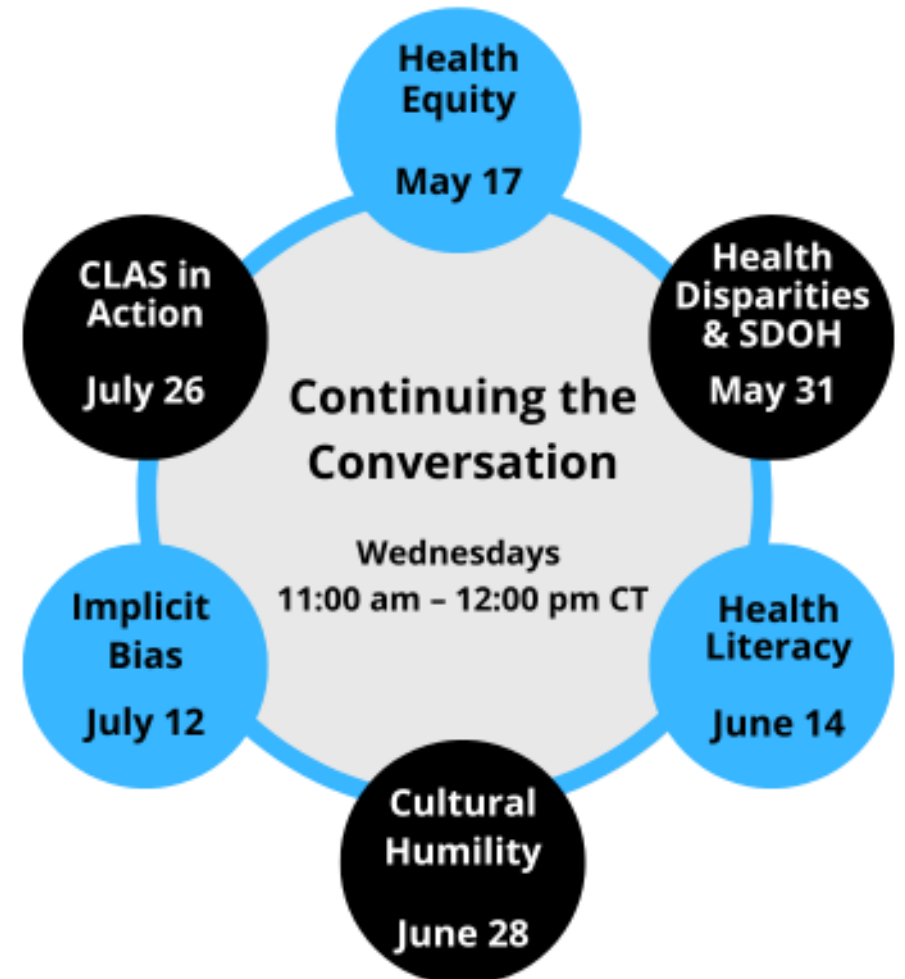 Health
Equity
May 17
Health
Disparities
& SDOH
May 31
Health
Literacy
June 14
Cultural
Humility
June 28
Implicit
Bias
July 12
CLAS in
Action
July 26
Continuing the
Conversation
Wednesdays
11:00 am – 12:00 pm CT